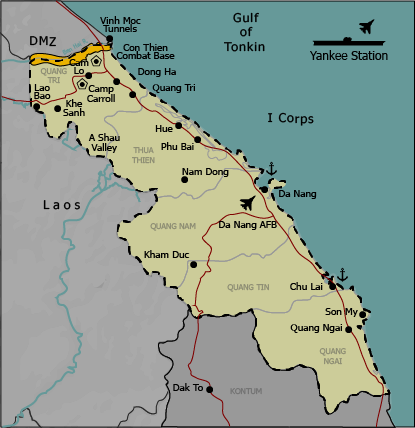 Vinh Moc
Tunnels
Gulf
of
Tonkin
DMZ
Yankee Station
Con Thien
Combat Base
Cam
Lo
QUANG
TRI
Dong Ha
Camp
Carroll
Quang Tri
Lao
Bao
Khe
Sanh
I Corps
Hue
A Shau
Valley
Phu Bai
THUA
THIEN
Nam Dong
Da Nang
Laos
QUANG NAM
Da Nang AFB
Kham Duc
QUANG TIN
Chu Lai
Son My
Quang Ngai
QUANG
NGAI
Dak To
KONTUM